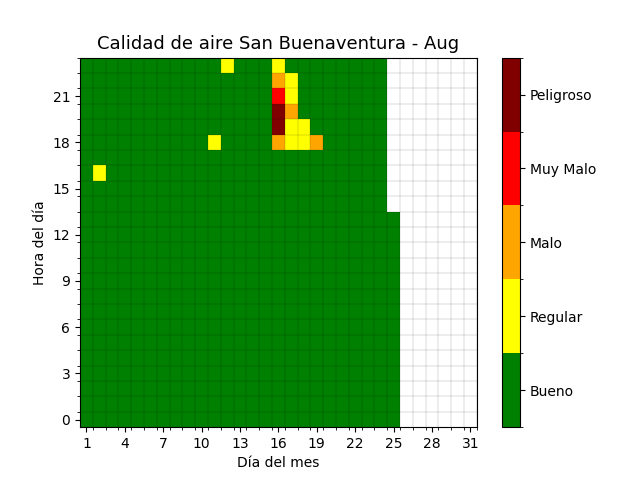 Calidad de aire San Buenaventura - Aug
Hora del día
21
18
15
12
9
6
3
0
1 4 7 10 13 16 19 22 25 28 31
Día del mes
Peligroso
Muy Malo
Malo
Regular
Bueno